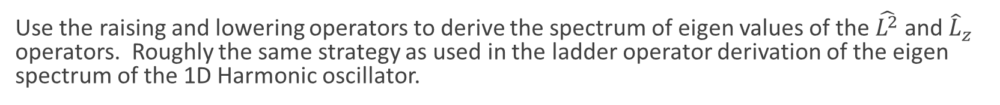 Use the raising and lowering operators to derive the spectrum of eigen values of the $\widehat{L^2}$ and $\hat{L}_z$
operators.  Roughly the same strategy as used in the ladder operator derivation of the eigen
spectrum of the 1D Harmonic oscillator.